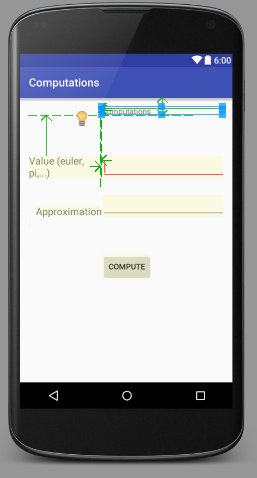 6:00
Computations
Computations
Value (euler,
pi,...)
Approximation
COMPUTE